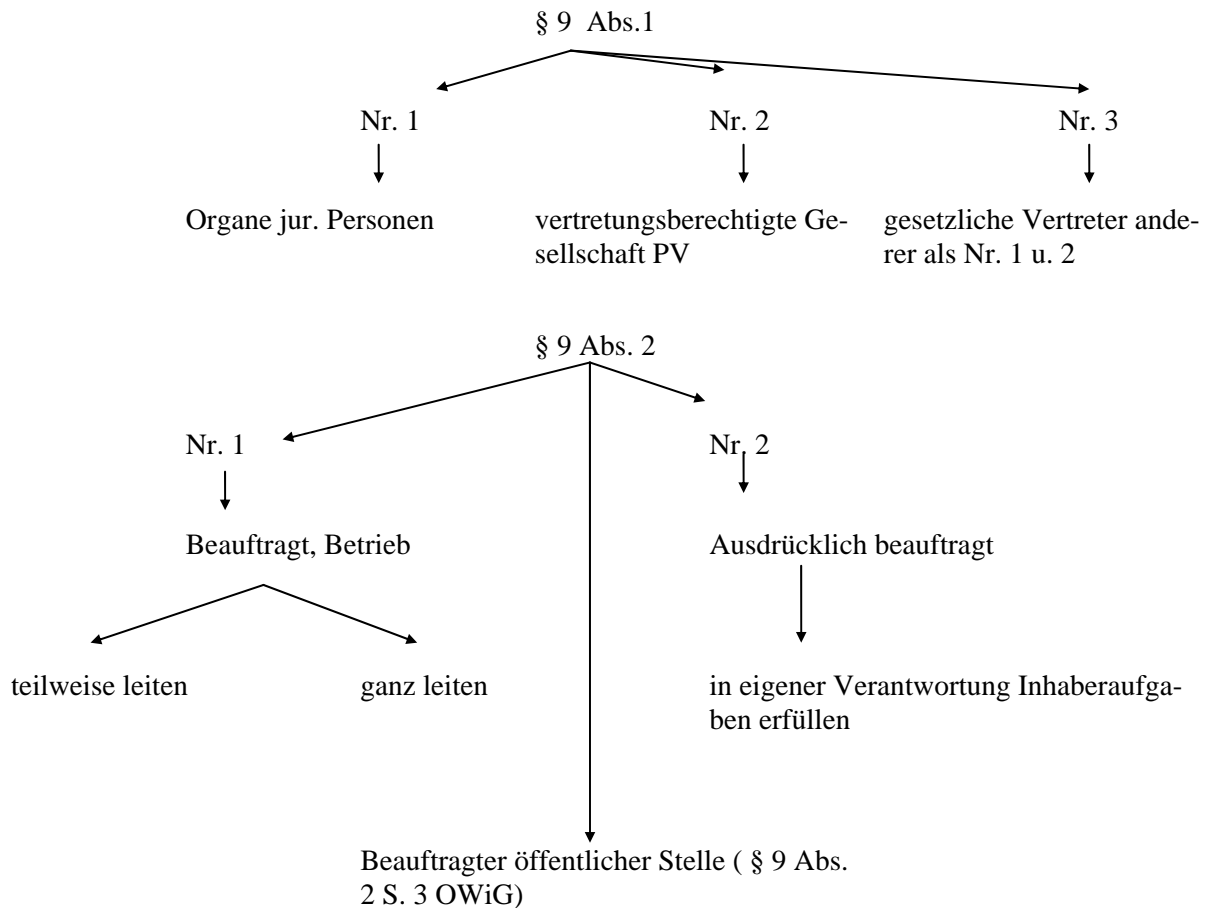 § 9 Abs.1
Nr. 1 Nr. 2 Nr. 3
Organe jur. Personen
vertretungsberechtigte Ge-
sellschaft PV
gesetzliche Vertreter ande-
rer als Nr. 1 u. 2
§ 9 Abs. 2
Nr. 1 Nr. 2
Beauftragt, Betrieb
Ausdrücklich beauftragt
teilweise leiten
ganz leiten
in eigener Verantwortung Inhaberaufga-
ben erfüllen
Beauftragter öffentlicher Stelle ( § 9 Abs.
2 S. 3 OWiG)